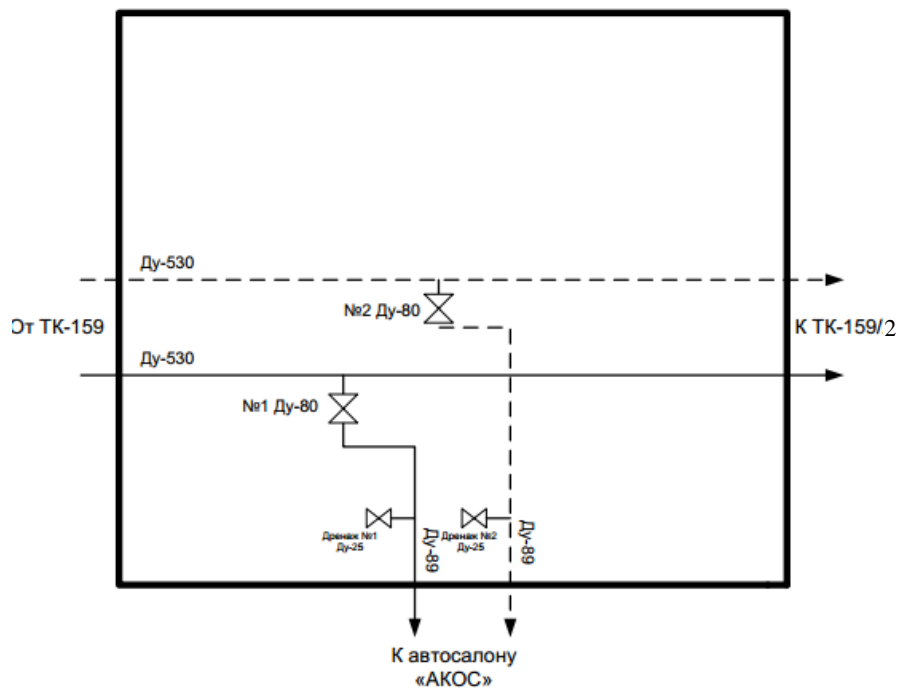 Ду-530
№2 Ду-80
От ТК-159
К ТК-159/2
Ду-530
№1 Ду-80
Дренаж №1
Ду-25
Ду-89
Дренаж №2
Ду-25
Ду-89
К автосалону
«АКОС»